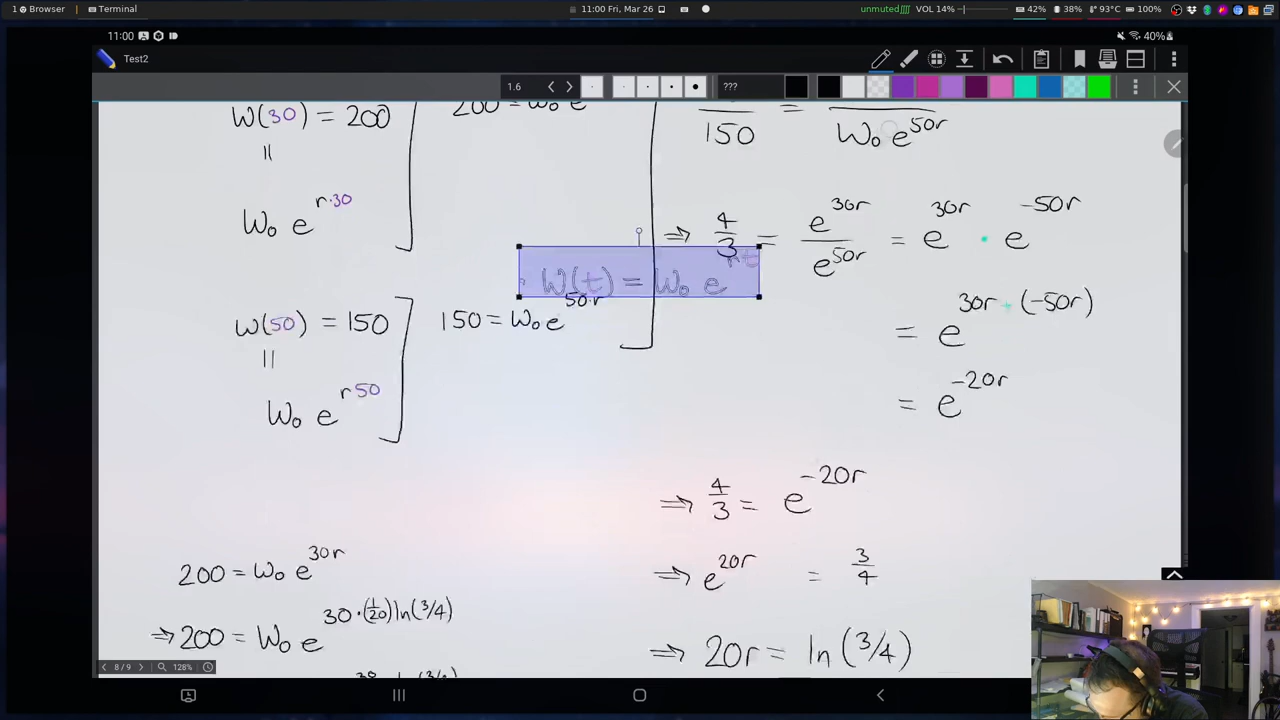 1 Browser Terminal 11:00 Fri, Mar 26 unmuted VOL 14% 42% 38% 93°C 100%
11:00 40%
Test2
1.6 ???
W(30) = 200
||
W₀ e^{r·30}
200 = W₀ e
W(50) = 150
||
W₀ e^{r50}
150 = W₀ e^{50·r}
W(t) = W₀ e^{rt}
150 = W₀ e^{50r}
⇒ 4/3 = e^{30r}/e^{50r} = e^{30r} · e^{-50r}
= e^{30r + (-50r)}
= e^{-20r}
⇒ 4/3 = e^{-20r}
⇒ e^{20r} = 3/4
⇒ 20r = ln(3/4)
200 = W₀ e^{30r}
⇒ 200 = W₀ e^{30·(1/20)ln(3/4)}
8/9 128%